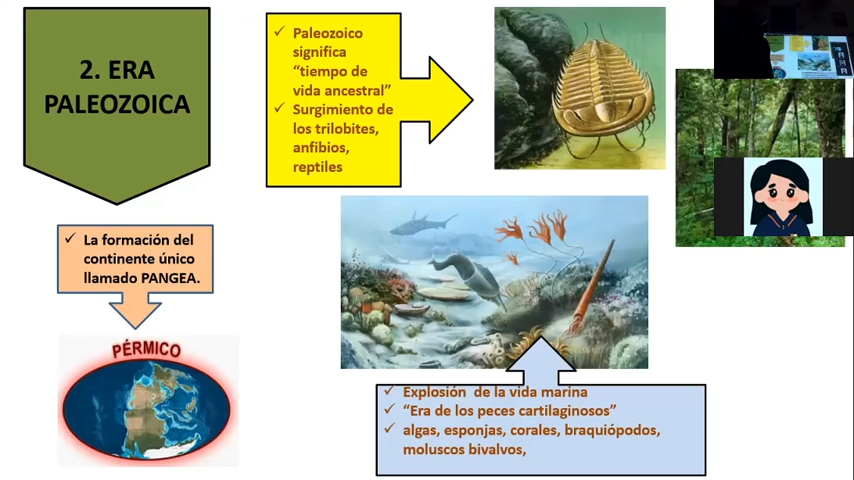 2. ERA
PALEOZOICA
✓ Paleozoico
significa
“tiempo de
vida ancestral”
✓ Surgimiento de
los trilobites,
anfibios,
reptiles
✓ La formación del
continente único
llamado PANGEA.
PÉRMICO
✓ Explosión de la vida marina
✓ “Era de los peces cartilaginosos”
✓ algas, esponjas, corales, braquiópodos,
moluscos bivalvos,